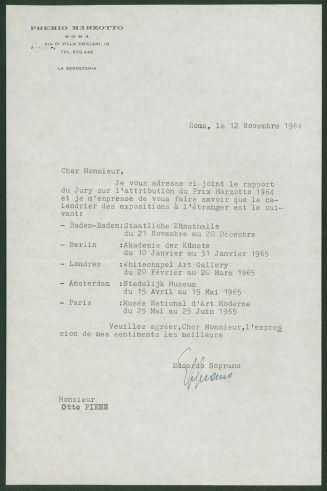 PREMIO MARZOTTO
ROMA
VIA DI VILLA EMILIANI, 10
TEL. 870.446
LA SEGRETERIA
Rome, le 12 Novembre 1964
Cher Monsieur,
Je vous adresse ci-joint le rapport
du Jury sur l'attribution du Prix Marzotto 1964
et je m'empresse de vous faire savoir que le ca-
lendrier des expositions à l'étranger est le sui-
vant:
- Baden-Baden:Staatliche Künsthalle
du 21 Novembre au 20 Décembre
- Berlin :Akademie der Künste
du 10 Janvier au 31 Janvier 1965
- Londres :Whitechapel Art Gallery
du 20 Février au 20 Mars 1965
- Amsterdam :Stedelijk Museum
du 15 Avril au 15 Mai 1965
- Paris :Musée National d'Art Moderne
du 25 Mai au 25 Juin 1965
Veuillez agréer,Cher Monsieur,l'expres
sion de mes sentiments les meilleurs
Edoardo Soprano
Soprano
Monsieur
Otto PIENE